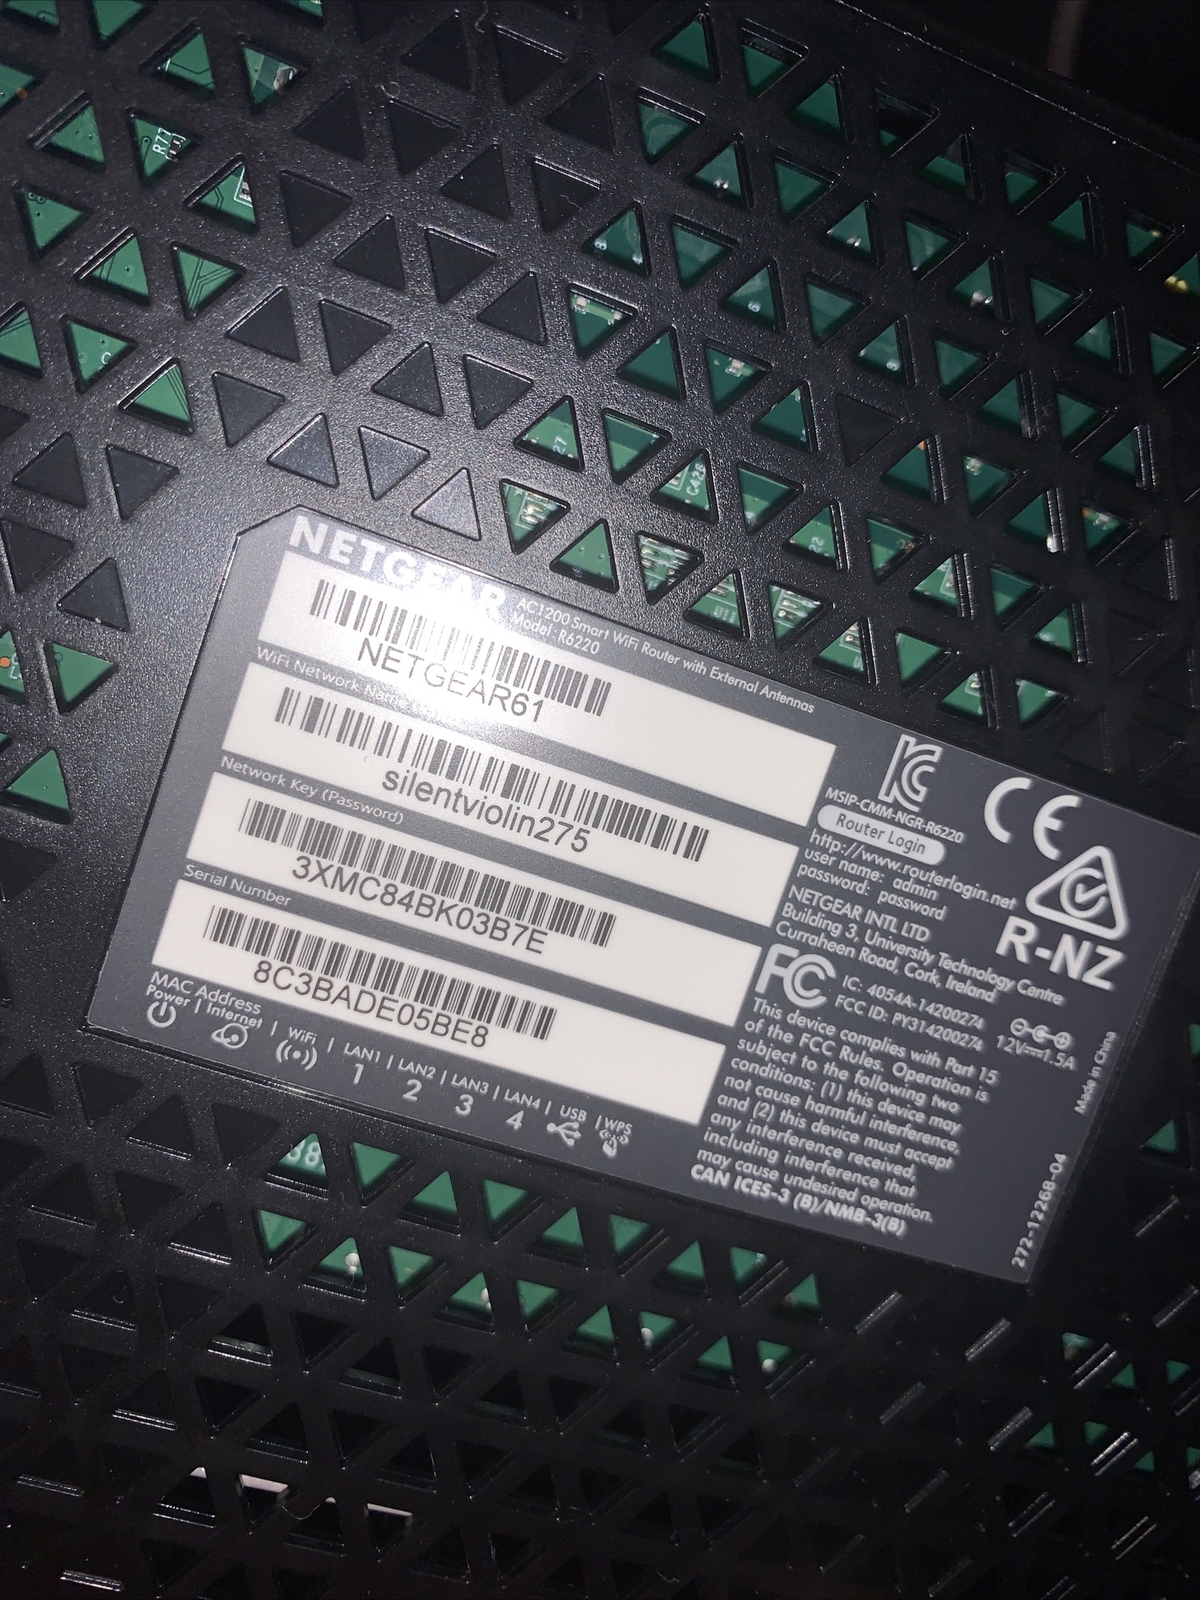 NETGEAR
AC1200 Smart WiFi Router with External Antennas
Model: R6220
NETGEAR61
WiFi Network Name
silentviolin275
Network Key (Password)
3XMC84BK03B7E
Serial Number
8C3BADE05BE8
MAC Address
Power | Internet | WiFi | LAN1 | LAN2 | LAN3 | LAN4 | USB | WPS
1 2 3 4
MSIP-CMM-NGR-R6220
Router Login
http://www.routerlogin.net
user name: admin
password: password
NETGEAR INTL LTD
Building 3, University Technology Centre
Curraheen Road, Cork, Ireland
CE
R-NZ
FC
IC: 4054A-14200274
FCC ID: PY314200274
12V⎓1.5A
This device complies with Part 15
of the FCC Rules. Operation is
subject to the following two
conditions: (1) this device may
not cause harmful interference,
and (2) this device must accept
any interference received,
including interference that
may cause undesired operation.
CAN ICES-3 (B)/NMB-3(B)
Made in China
272-12268-04
R71
C426